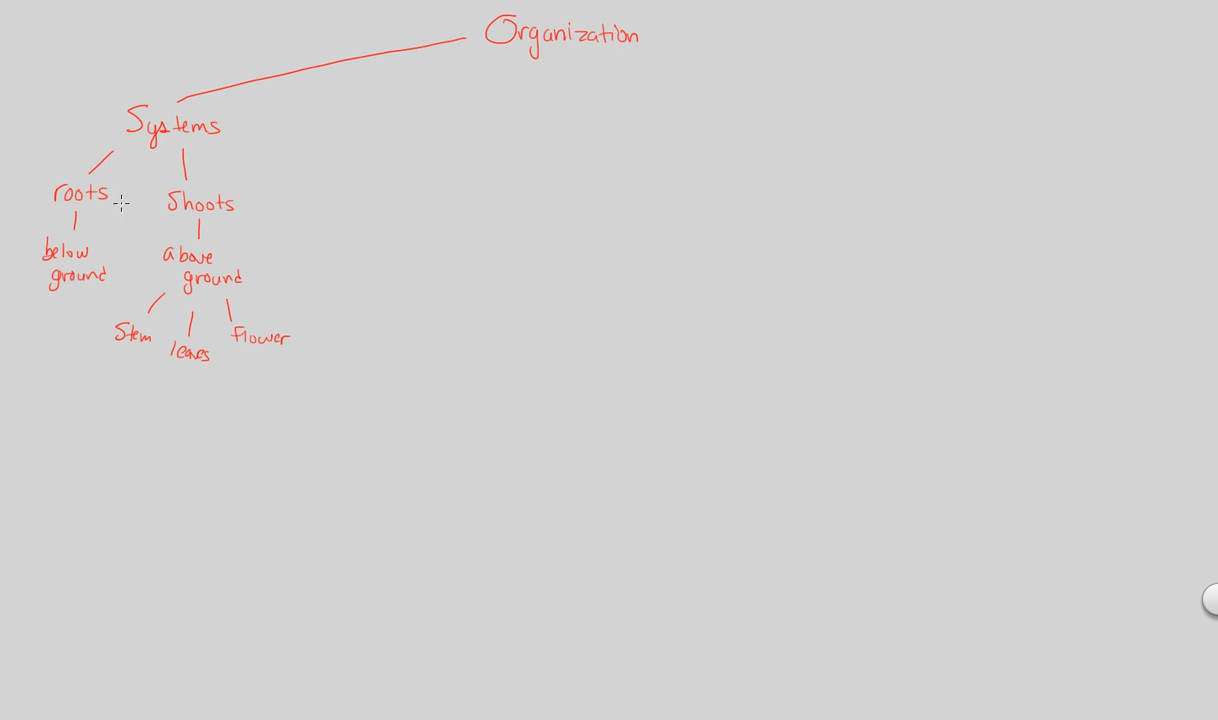 Organization
Systems
roots
Shoots
below
ground
above
ground
Stem
leaves
Flower